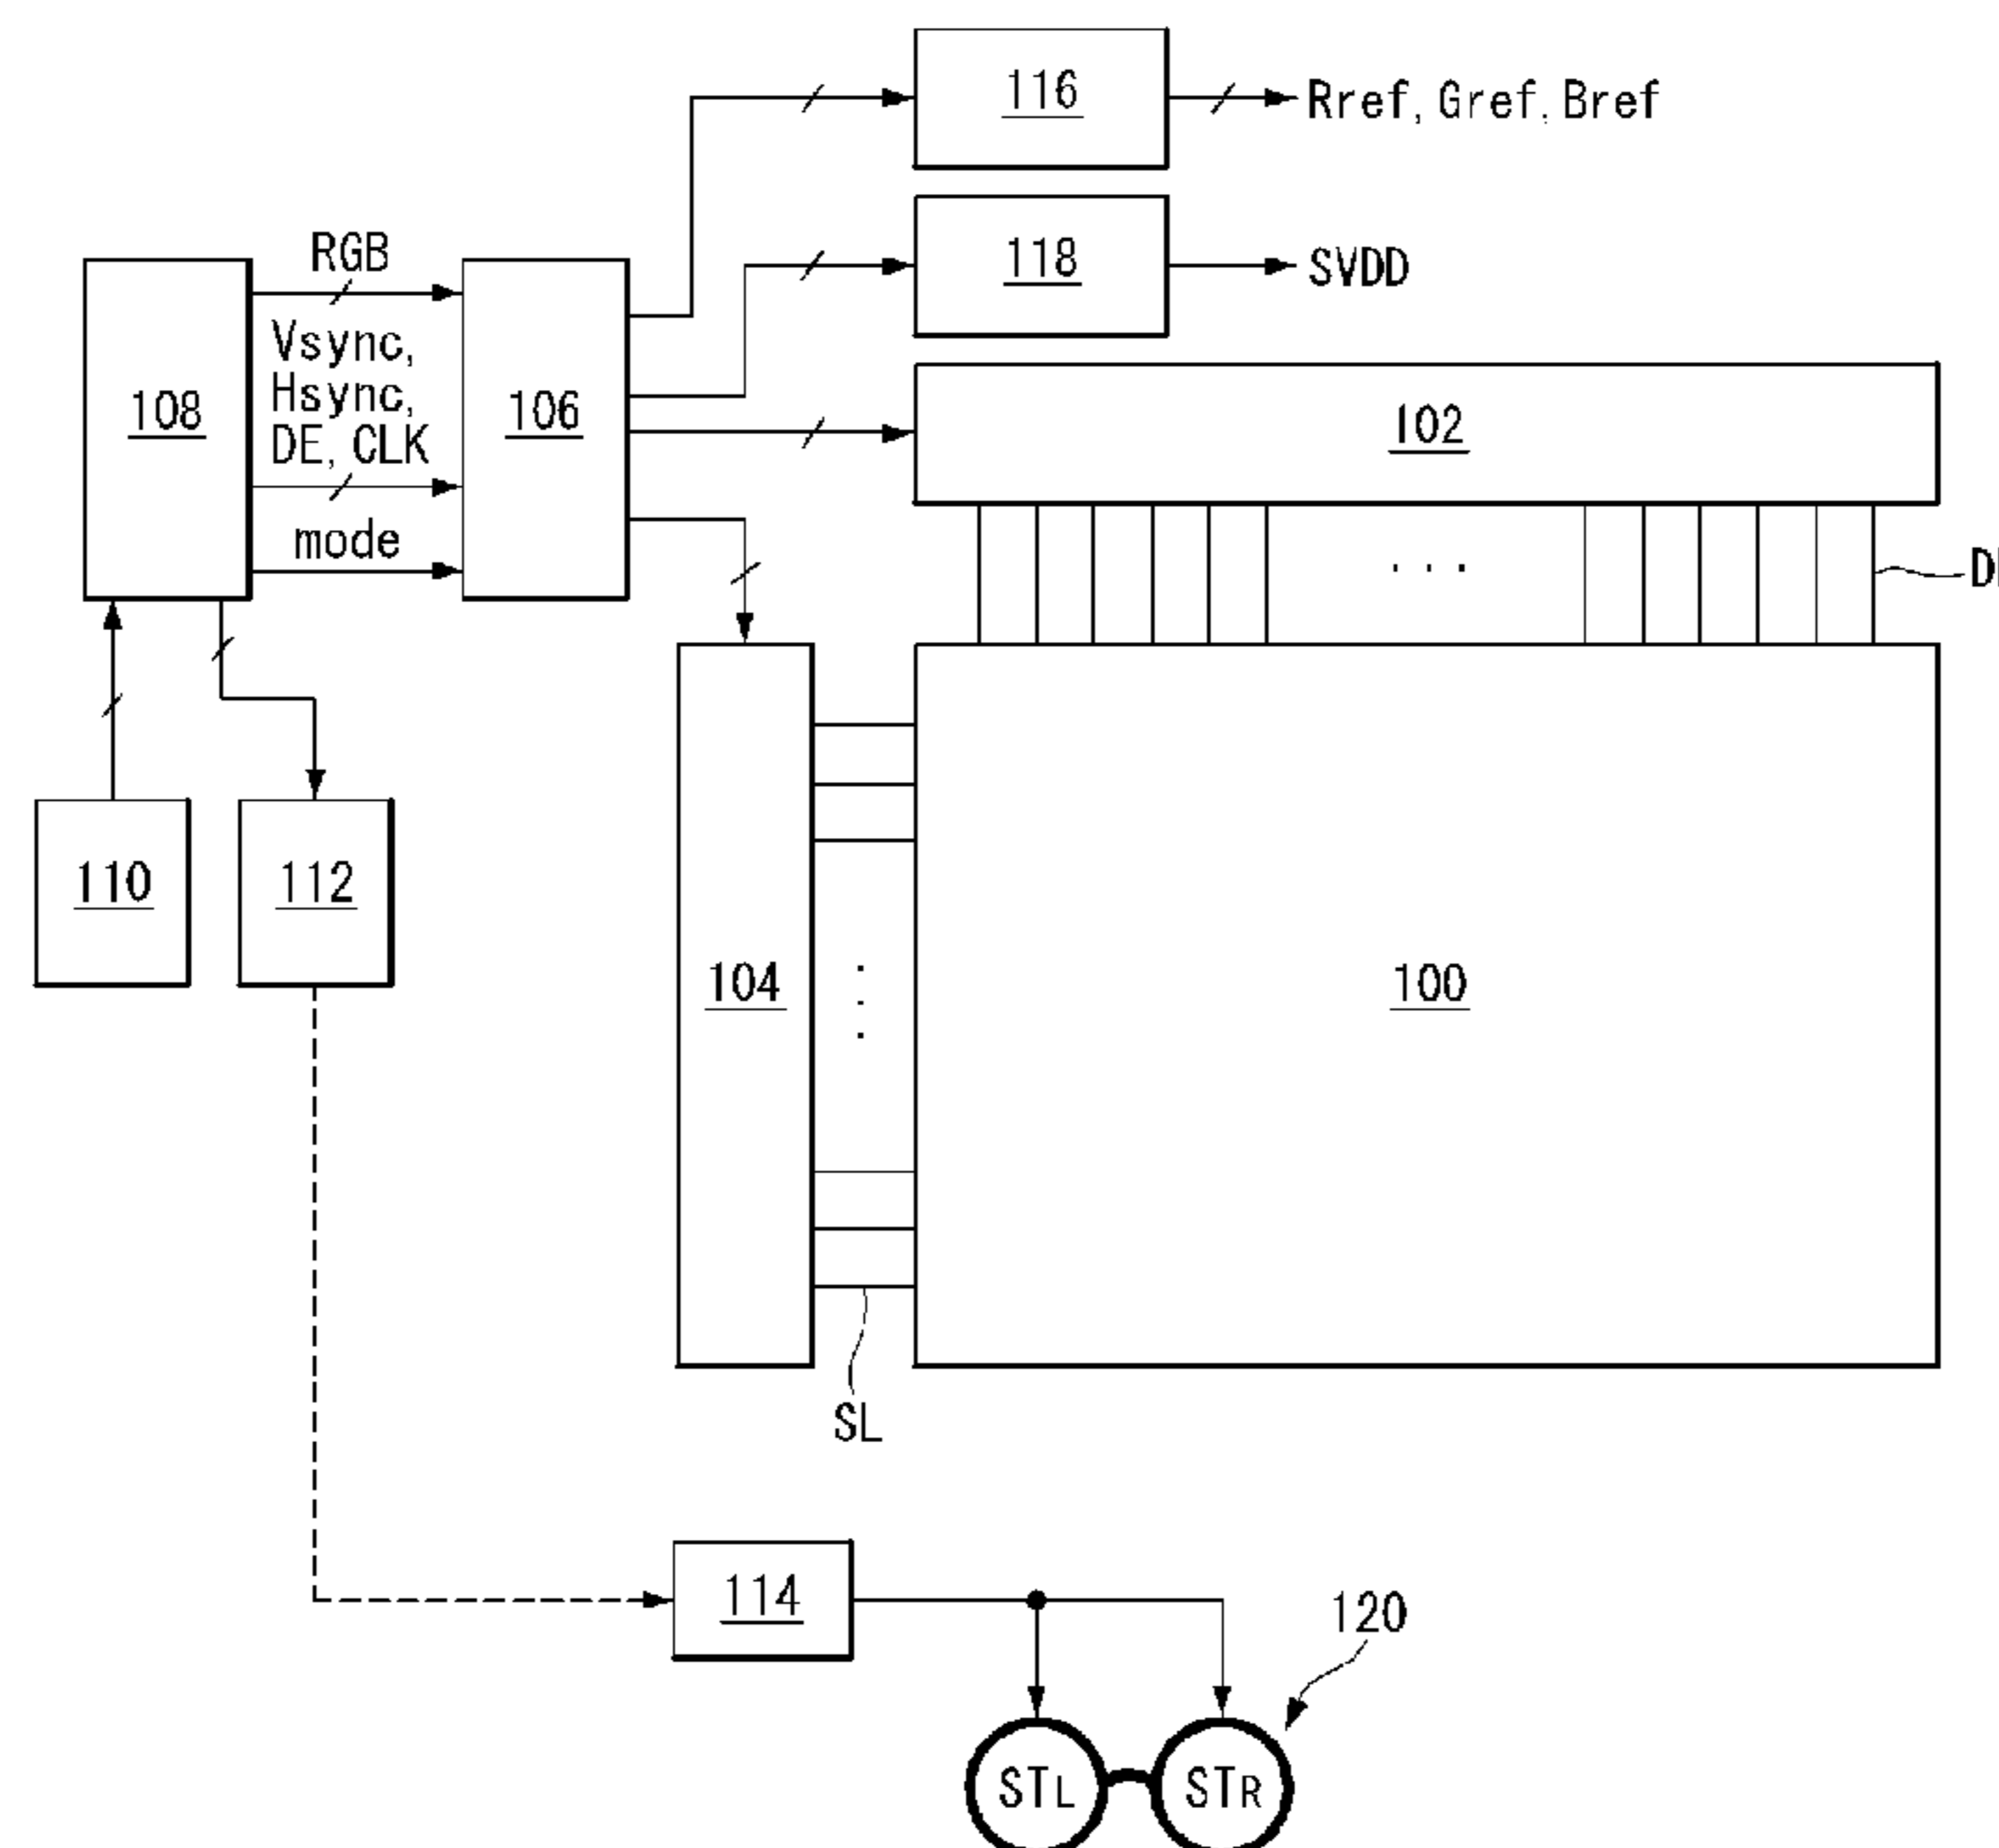 116
Rref, Gref, Bref
118
SVDD
RGB
Vsync,
Hsync,
DE, CLK
mode
108
106
102
110
112
104
100
SL
114
120
STL
STR